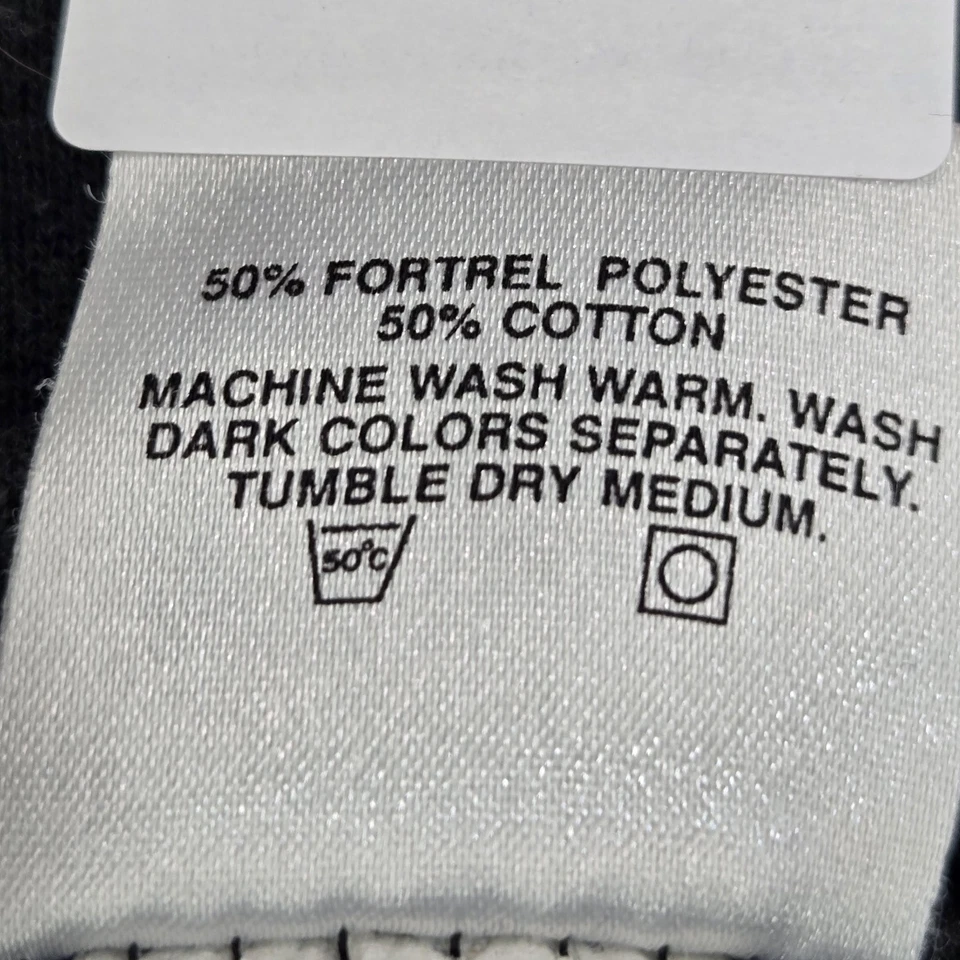 50% FORTREL POLYESTER
50% COTTON
MACHINE WASH WARM. WASH
DARK COLORS SEPARATELY.
TUMBLE DRY MEDIUM.
50°C